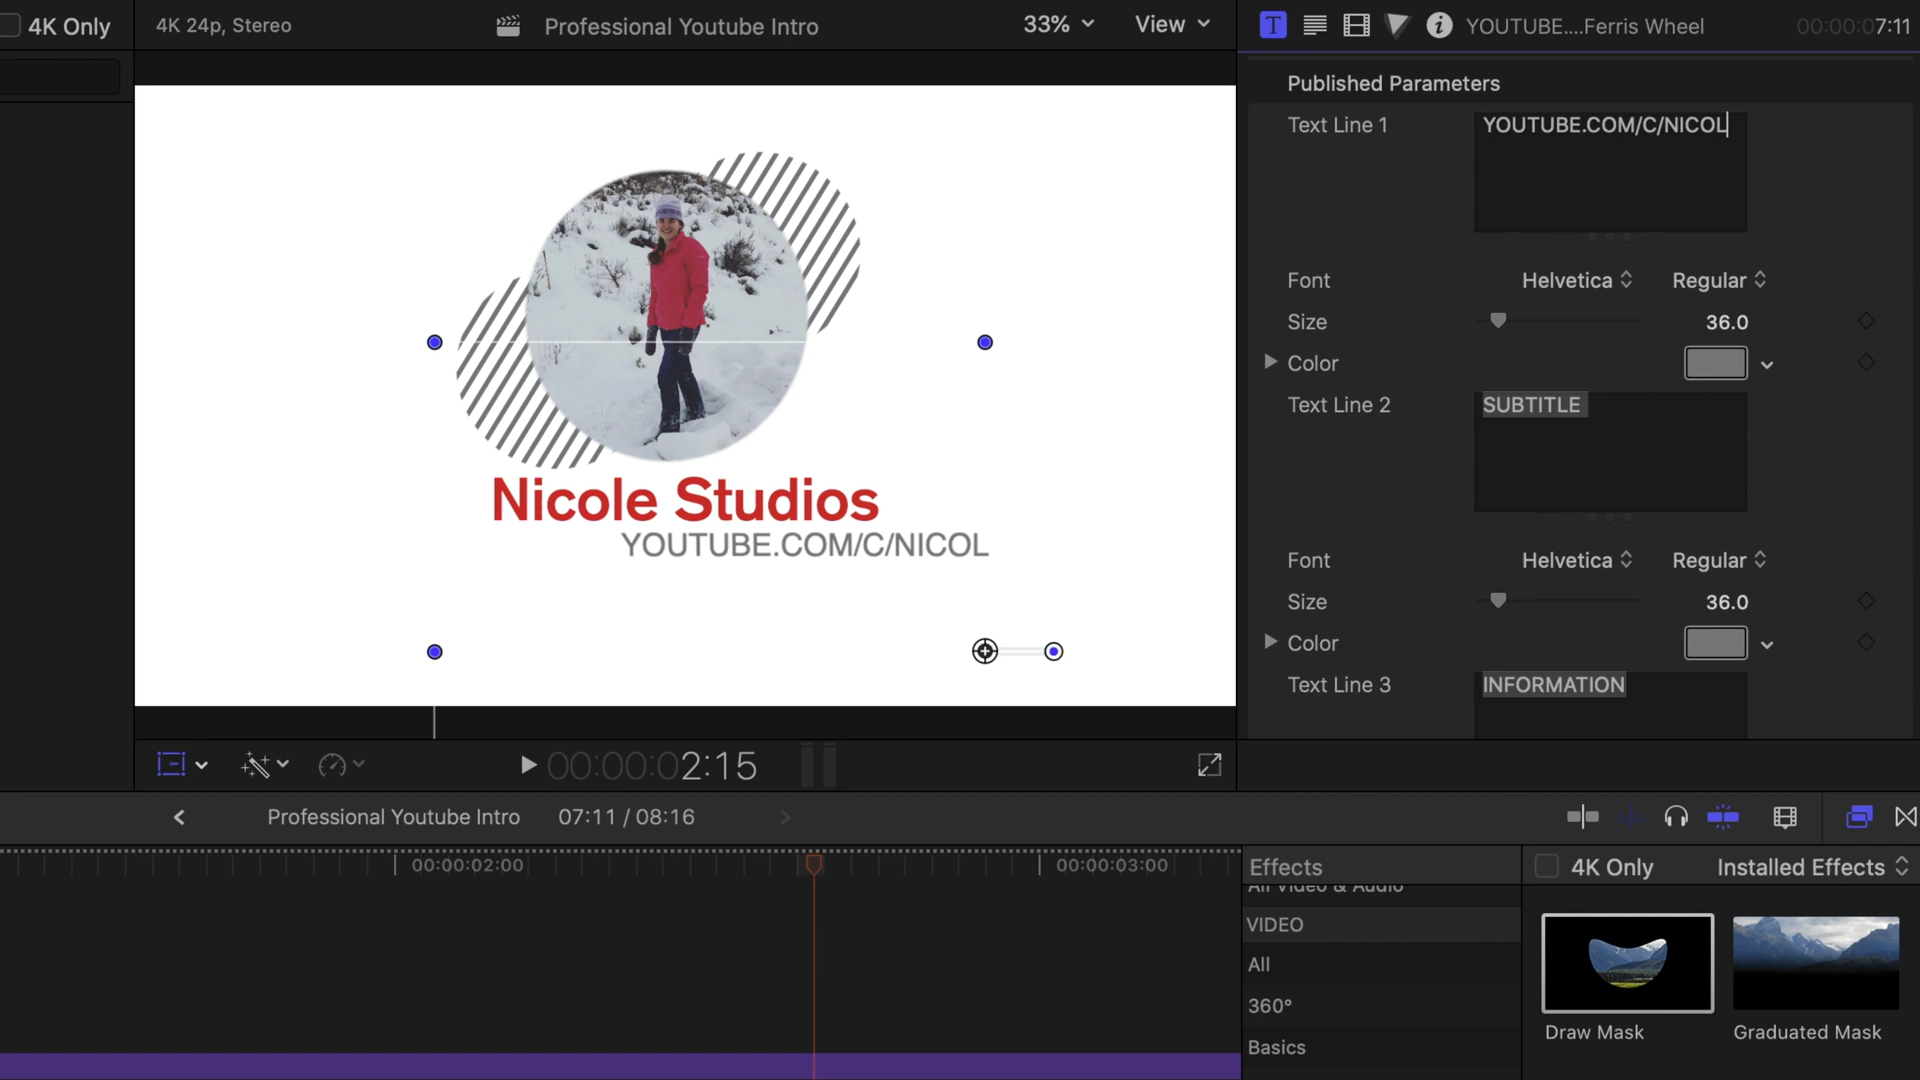 4K Only
4K 24p, Stereo
Professional Youtube Intro
33%
View
T
i
YOUTUBE....Ferris Wheel
00:00:07:11
Published Parameters
Text Line 1
YOUTUBE.COM/C/NICOL
Font
Helvetica
Regular
Size
36.0
Color
Text Line 2
SUBTITLE
Font
Helvetica
Regular
Size
36.0
Color
Text Line 3
INFORMATION
Nicole Studios
YOUTUBE.COM/C/NICOL
00:00:02:15
Professional Youtube Intro
07:11 / 08:16
00:00:02:00
00:00:03:00
Effects
4K Only
Installed Effects
All Video & Audio
VIDEO
All
360°
Basics
Draw Mask
Graduated Mask